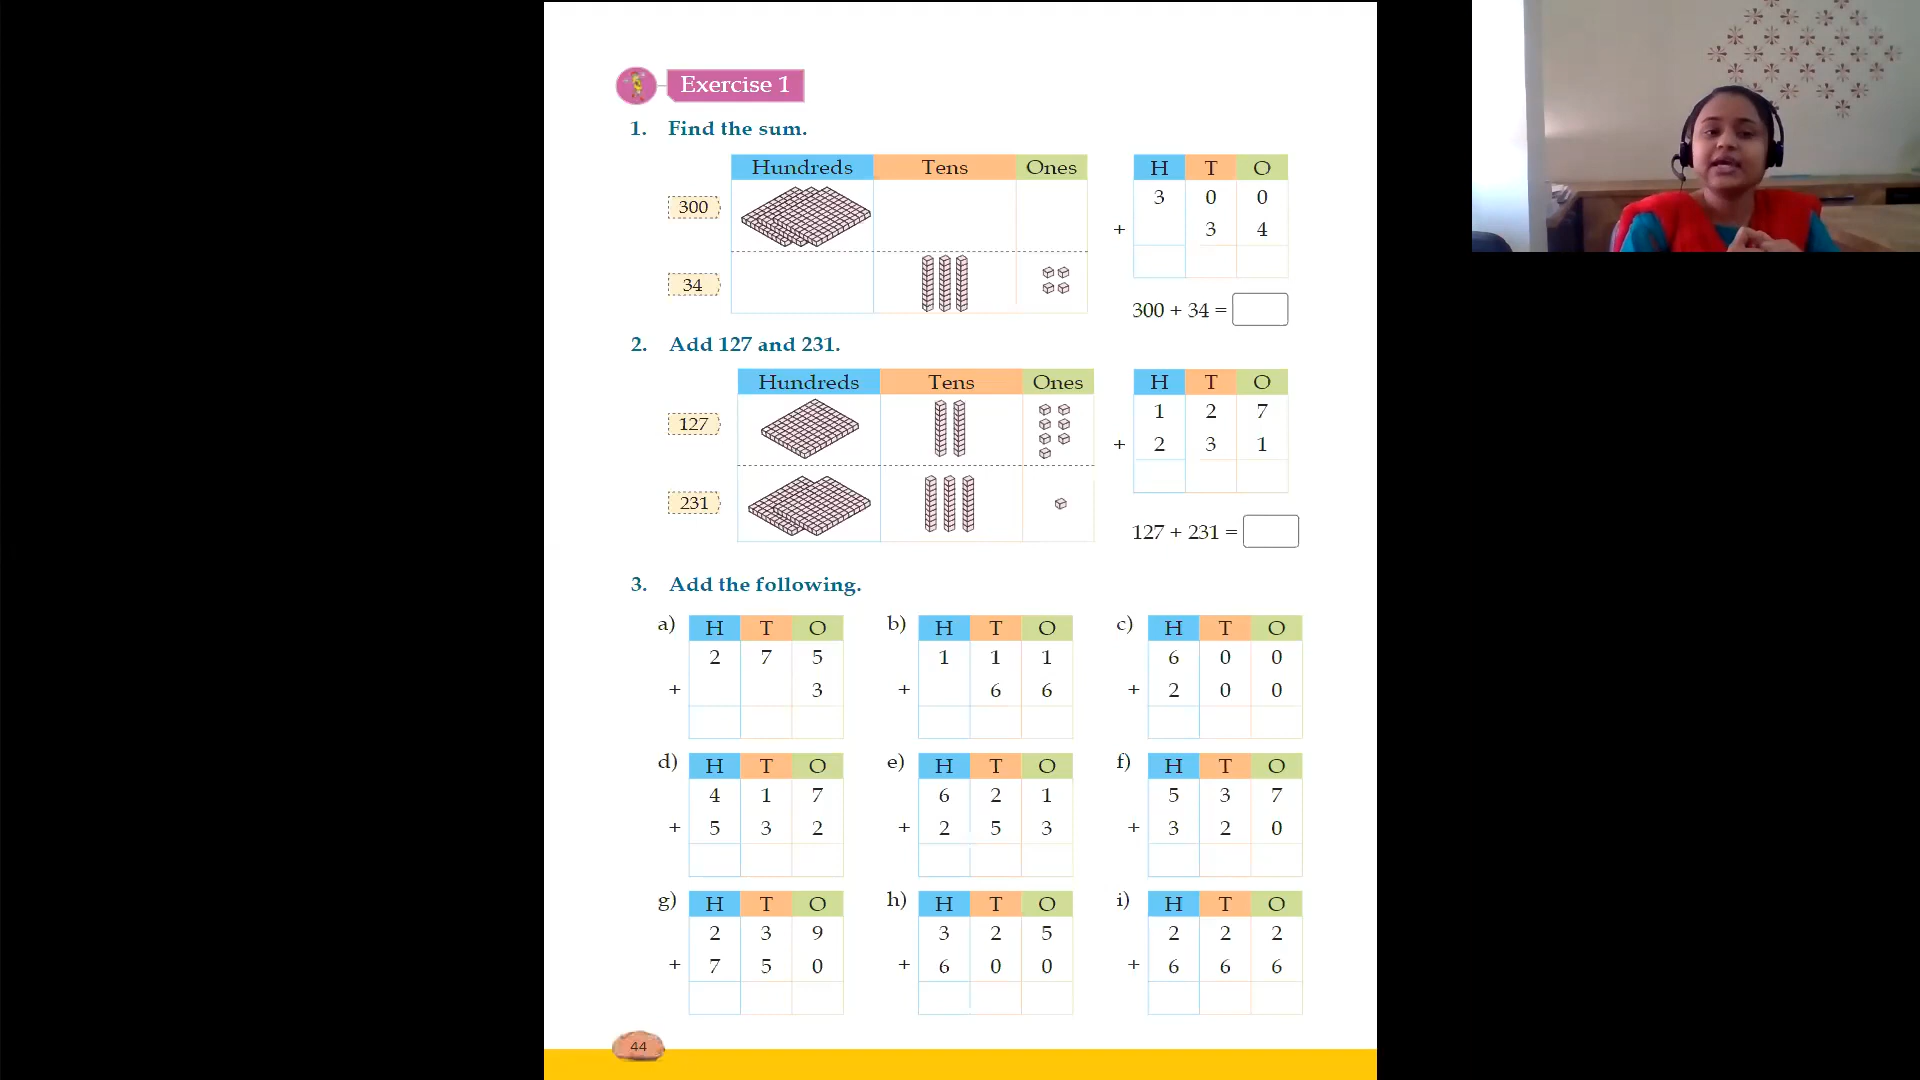 Exercise 1
1. Find the sum.
Hundreds Tens Ones
300
34
H T O
3 0 0
+ 3 4
300 + 34 =
2. Add 127 and 231.
Hundreds Tens Ones
127
231
H T O
1 2 7
+ 2 3 1
127 + 231 =
3. Add the following.
a) H T O
2 7 5
+ 3
b) H T O
1 1 1
+ 6 6
c) H T O
6 0 0
+ 2 0 0
d) H T O
4 1 7
+ 5 3 2
e) H T O
6 2 1
+ 2 5 3
f) H T O
5 3 7
+ 3 2 0
g) H T O
2 3 9
+ 7 5 0
h) H T O
3 2 5
+ 6 0 0
i) H T O
2 2 2
+ 6 6 6
44